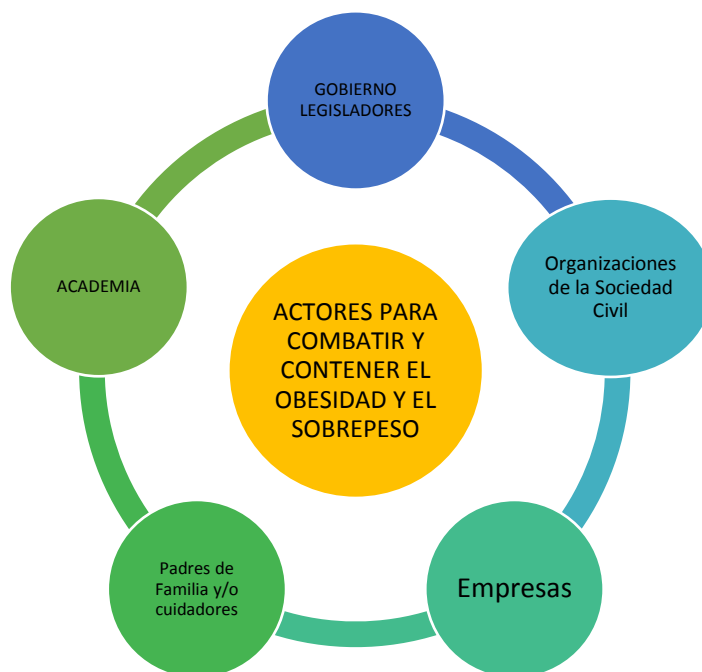 GOBIERNO
LEGISLADORES
Organizaciones
de la Sociedad
Civil
ACADEMIA
ACTORES PARA
COMBATIR Y
CONTENER EL
OBESIDAD Y EL
SOBREPESO
Padres de
Familia y/o
cuidadores
Empresas